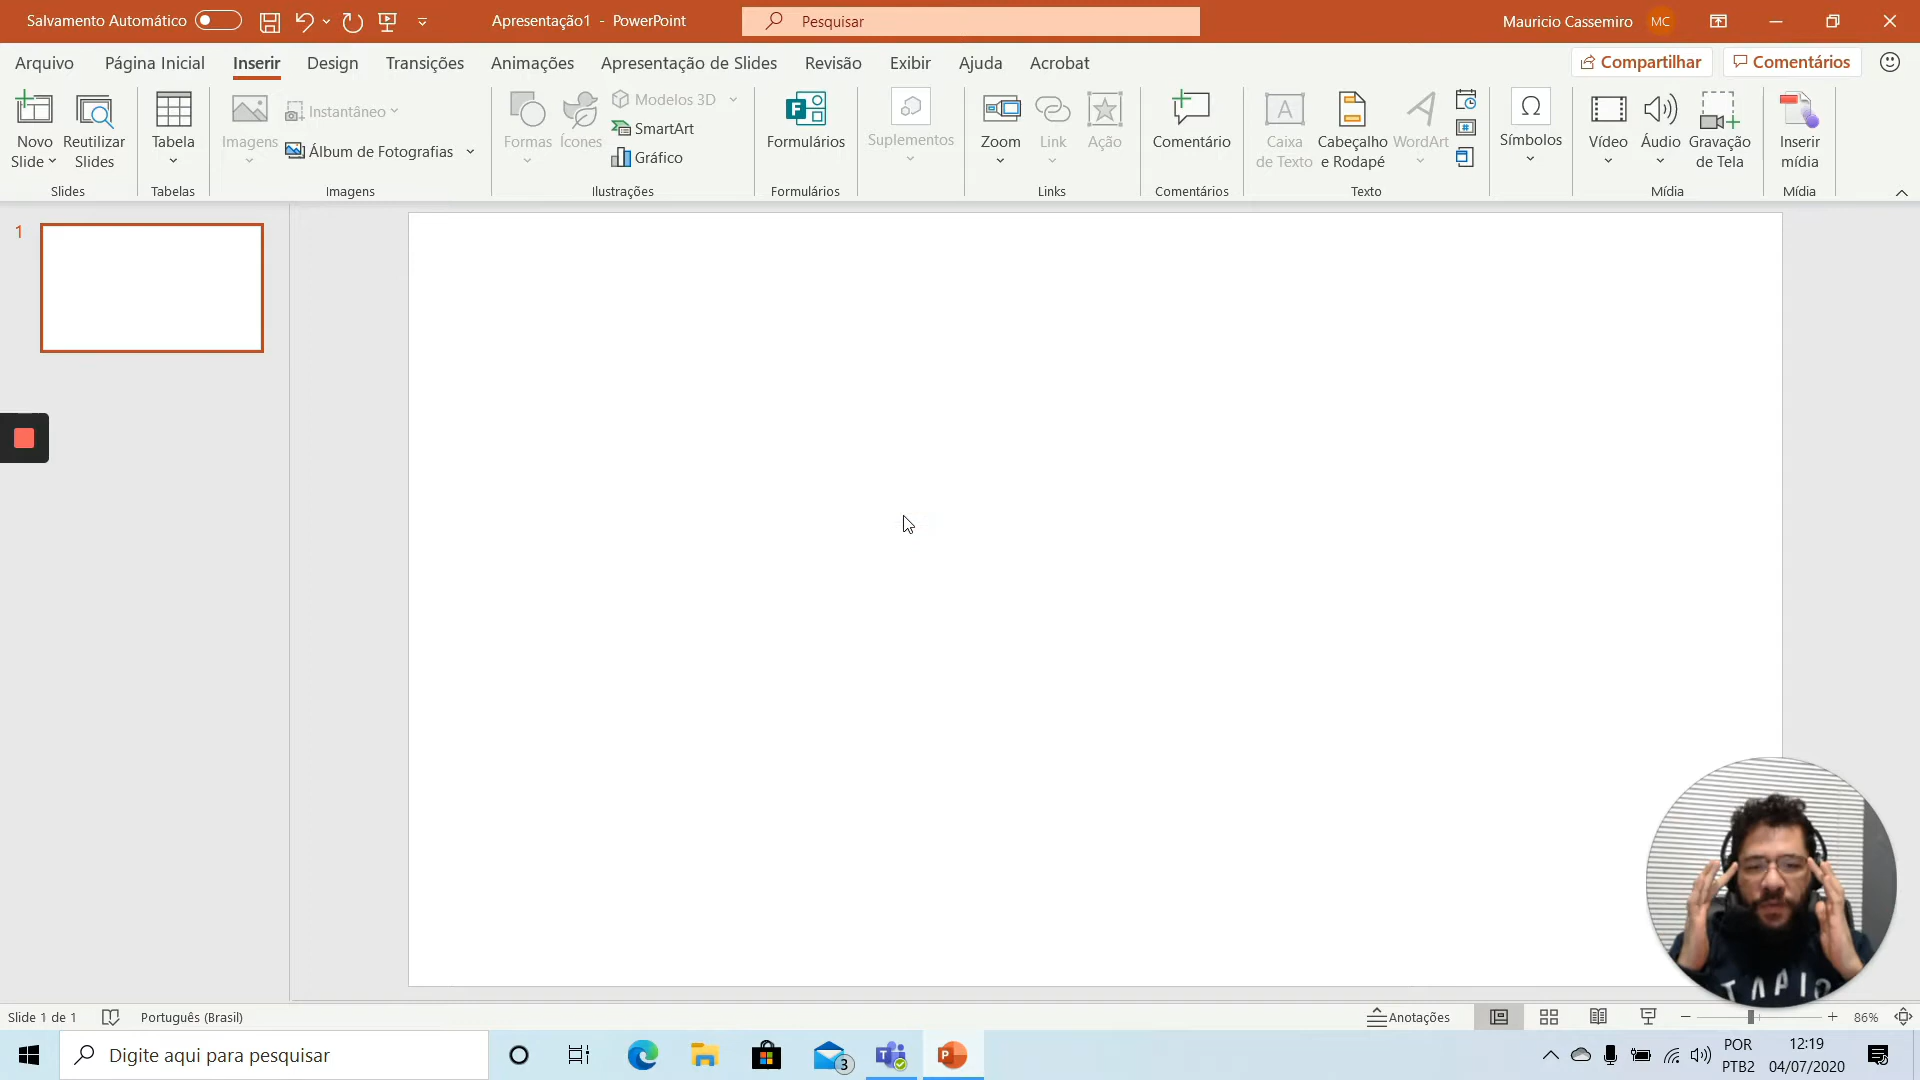 Salvamento Automático
Apresentação1 - PowerPoint
Pesquisar
Mauricio Cassemiro
MC
Arquivo
Página Inicial
Inserir
Design
Transições
Animações
Apresentação de Slides
Revisão
Exibir
Ajuda
Acrobat
Compartilhar
Comentários
Novo
Slide
Reutilizar
Slides
Slides
Tabela
Tabelas
Imagens
Instantâneo
Álbum de Fotografias
Imagens
Formas
Ícones
Modelos 3D
SmartArt
Gráfico
Ilustrações
Formulários
Formulários
Suplementos
Zoom
Link
Ação
Links
Comentário
Comentários
Caixa
de Texto
Cabeçalho
e Rodapé
WordArt
Texto
Símbolos
Vídeo
Áudio
Gravação
de Tela
Mídia
Inserir
mídia
Mídia
1
TAPIO
Slide 1 de 1
Português (Brasil)
Anotações
86%
Digite aqui para pesquisar
3
POR
PTB2
12:19
04/07/2020